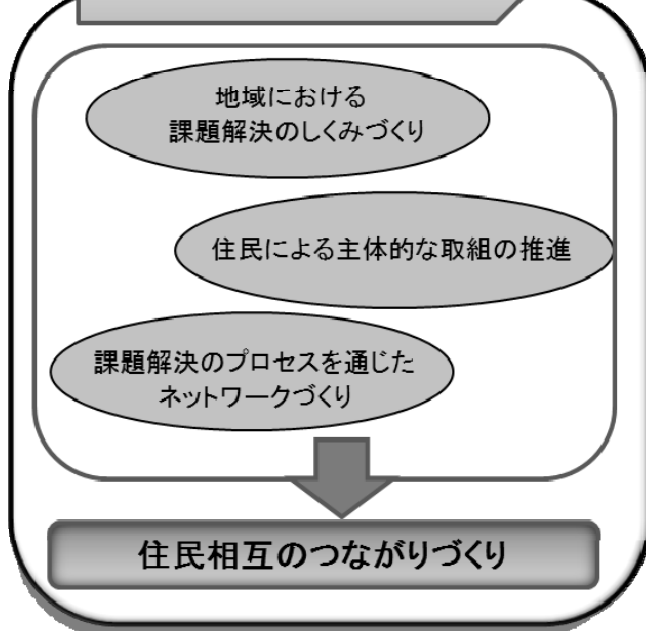 地域における
課題解決のしくみづくり
住民による主体的な取組の推進
課題解決のプロセスを通じた
ネットワークづくり
住民相互のつながりづくり